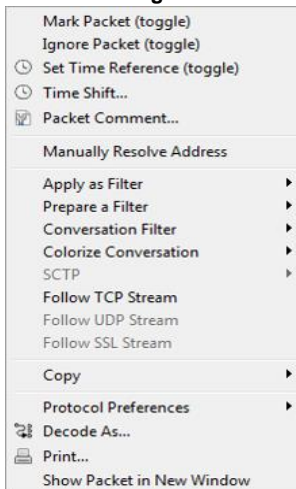 Mark Packet (toggle)
Ignore Packet (toggle)
Set Time Reference (toggle)
Time Shift...
Packet Comment...
Manually Resolve Address
Apply as Filter
Prepare a Filter
Conversation Filter
Colorize Conversation
SCTP
Follow TCP Stream
Follow UDP Stream
Follow SSL Stream
Copy
Protocol Preferences
Decode As...
Print...
Show Packet in New Window